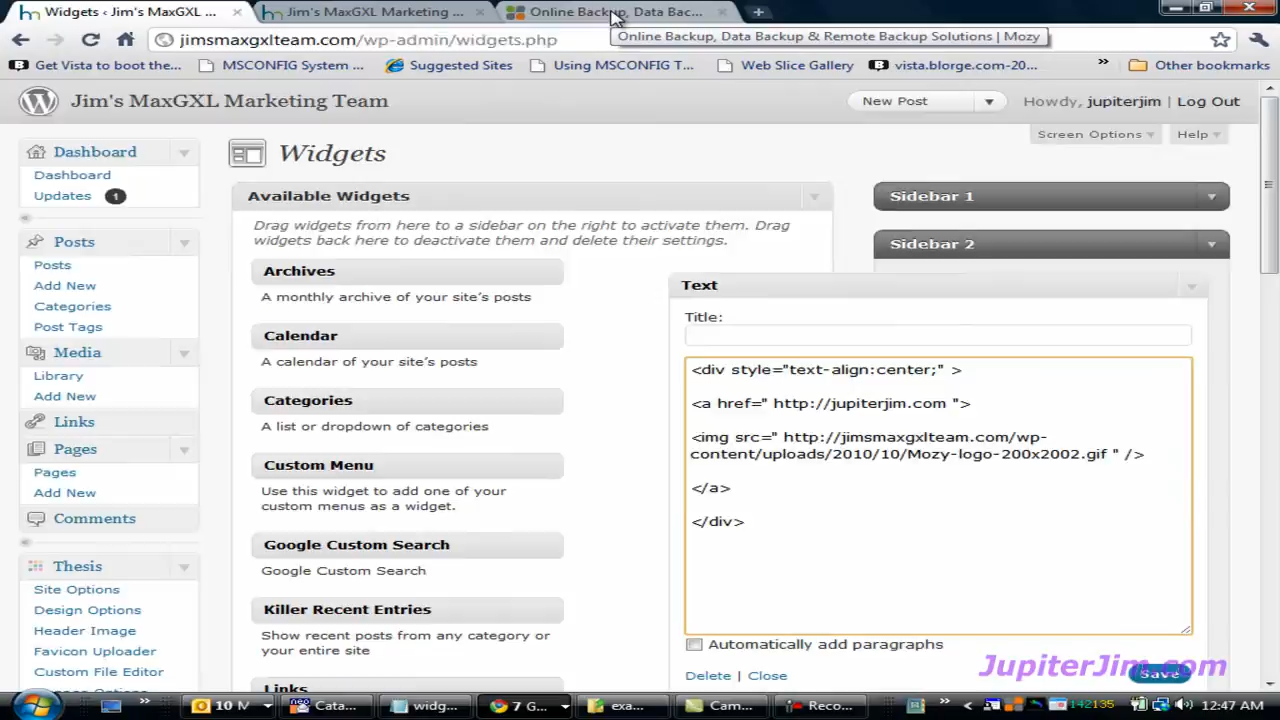 Widgets ‹ Jim's MaxGXL ...
Jim's MaxGXL Marketing ...
Online Backup, Data Bac...
jimsmaxgxlteam.com/wp-admin/widgets.php
Online Backup, Data Backup & Remote Backup Solutions | Mozy
Get Vista to boot the...
MSCONFIG System ...
Suggested Sites
Using MSCONFIG T...
Web Slice Gallery
vista.blorge.com-20...
»
Other bookmarks
Jim's MaxGXL Marketing Team
New Post
Howdy, jupiterjim | Log Out
Screen Options
Help
Dashboard
Dashboard
Updates 1
Posts
Posts
Add New
Categories
Post Tags
Media
Library
Add New
Links
Pages
Pages
Add New
Comments
Thesis
Site Options
Design Options
Header Image
Favicon Uploader
Custom File Editor
Widgets
Available Widgets
Drag widgets from here to a sidebar on the right to activate them. Drag
widgets back here to deactivate them and delete their settings.
Archives
A monthly archive of your site's posts
Calendar
A calendar of your site's posts
Categories
A list or dropdown of categories
Custom Menu
Use this widget to add one of your
custom menus as a widget.
Google Custom Search
Google Custom Search
Killer Recent Entries
Show recent posts from any category or
your entire site
Links
Sidebar 1
Sidebar 2
Text
Title:
<div style="text-align:center;" >
<a href=" http://jupiterjim.com ">
<img src=" http://jimsmaxgxlteam.com/wp-
content/uploads/2010/10/Mozy-logo-200x2002.gif " />
</a>
</div>
Automatically add paragraphs
Delete | Close
Save
JupiterJim.com
»
10 M
Cata...
widg...
7 G...
exa...
Cam...
Reco...
»
142135
12:47 AM